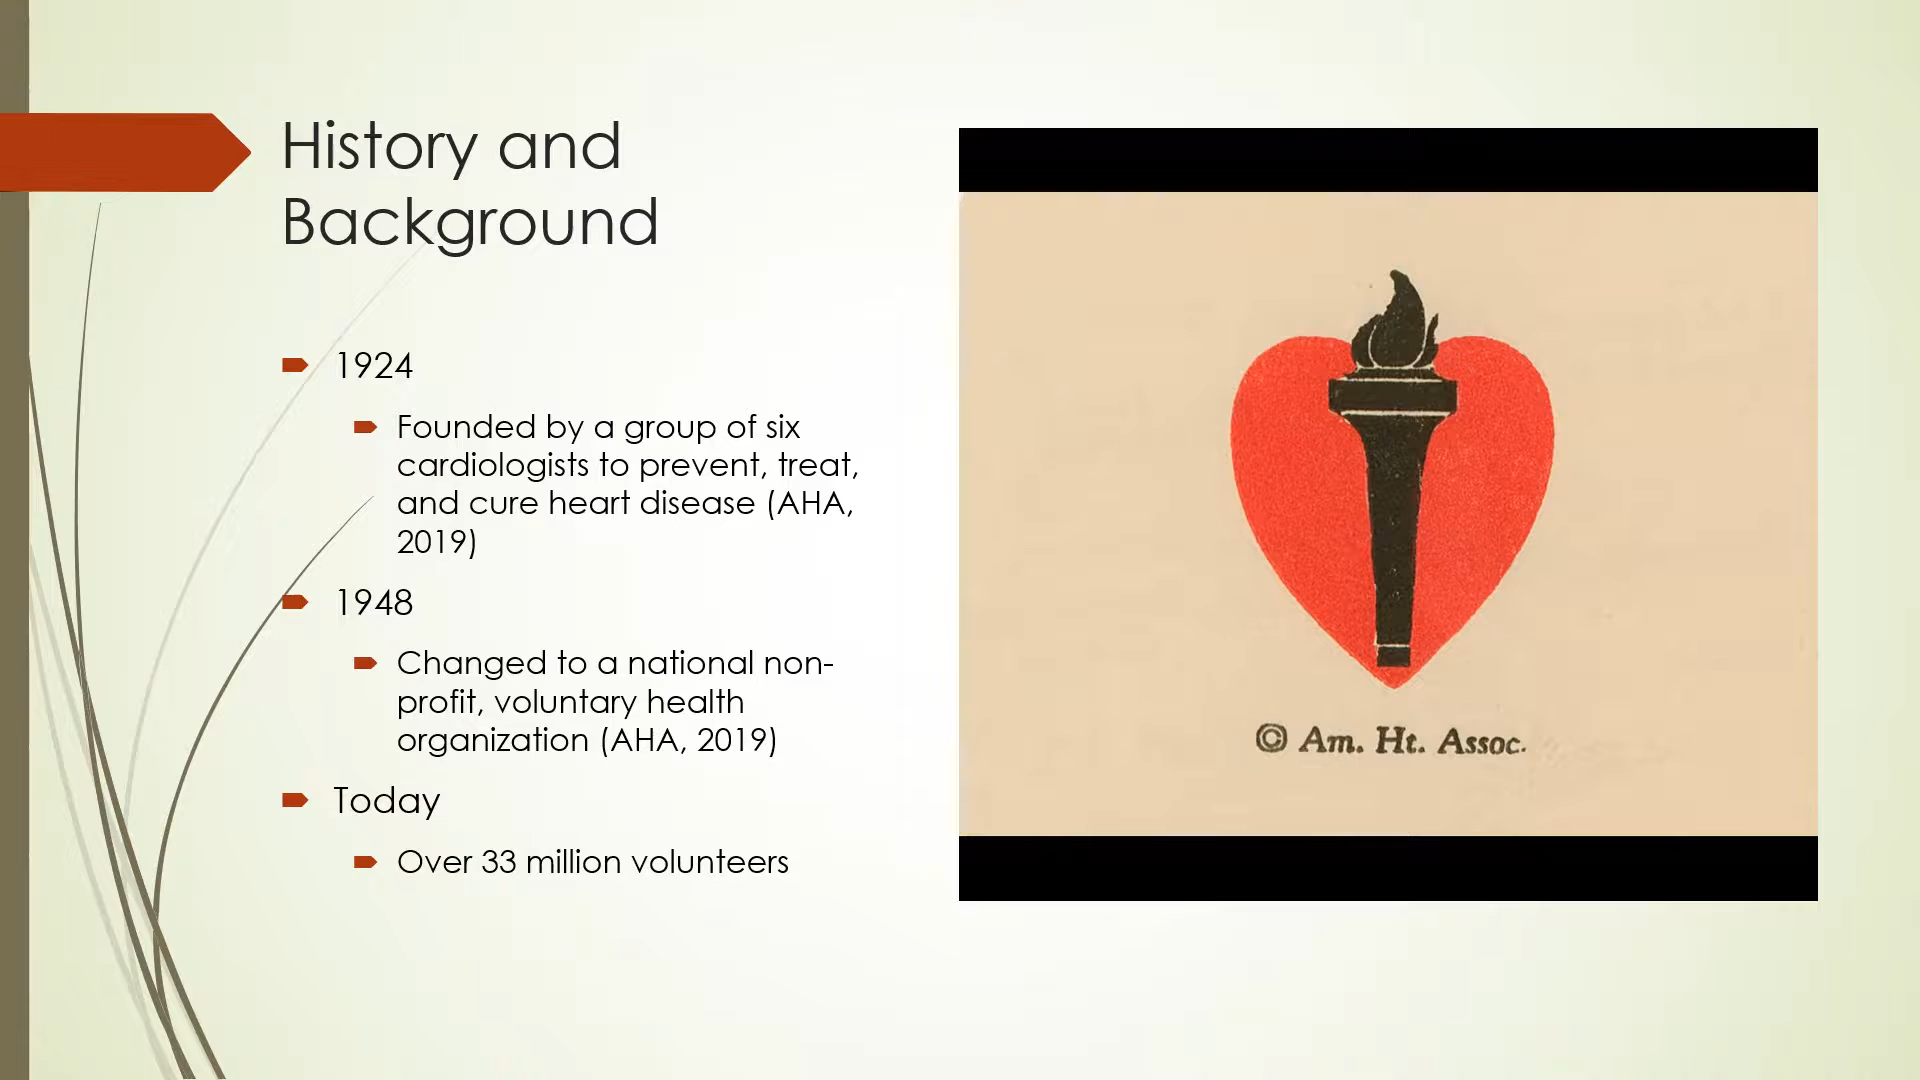 History and
Background
1924
Founded by a group of six
cardiologists to prevent, treat,
and cure heart disease (AHA,
2019)
1948
Changed to a national non-
profit, voluntary health
organization (AHA, 2019)
Today
Over 33 million volunteers
© Am. Ht. Assoc.